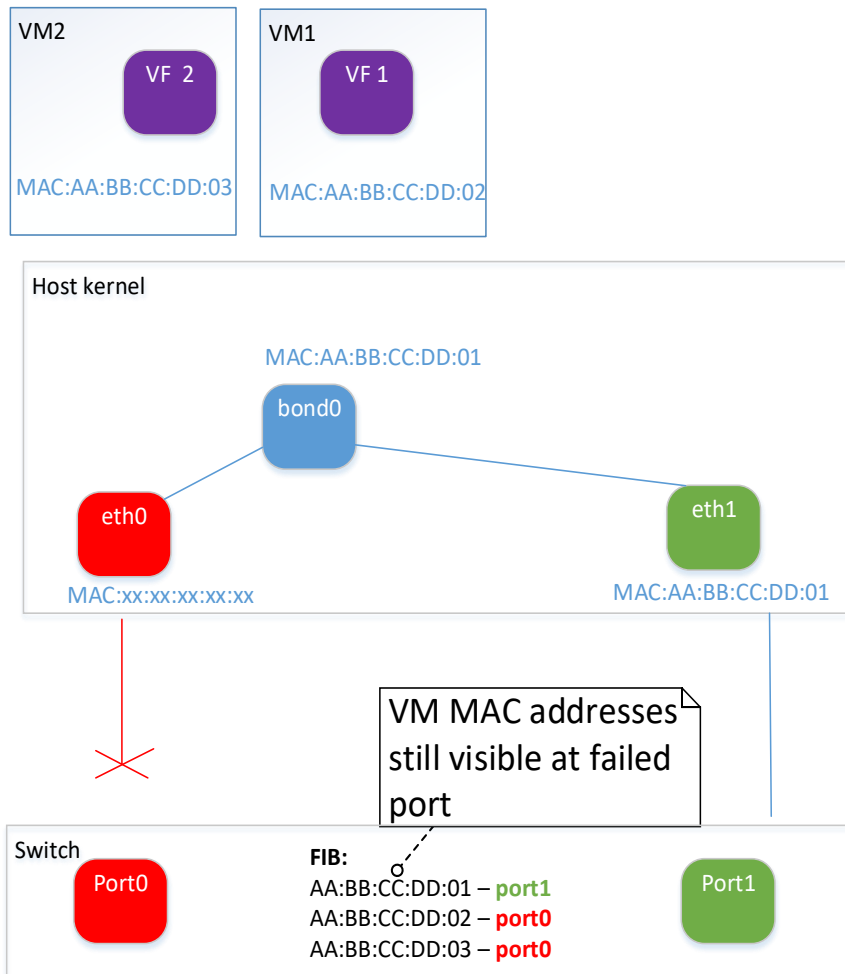 VM2
VF 2
MAC:AA:BB:CC:DD:03
VM1
VF 1
MAC:AA:BB:CC:DD:02
Host kernel
MAC:AA:BB:CC:DD:01
bond0
eth0
MAC:xx:xx:xx:xx:xx
eth1
MAC:AA:BB:CC:DD:01
VM MAC addresses
still visible at failed
port
Switch
Port0
FIB:
AA:BB:CC:DD:01 – port1
AA:BB:CC:DD:02 – port0
AA:BB:CC:DD:03 – port0
Port1